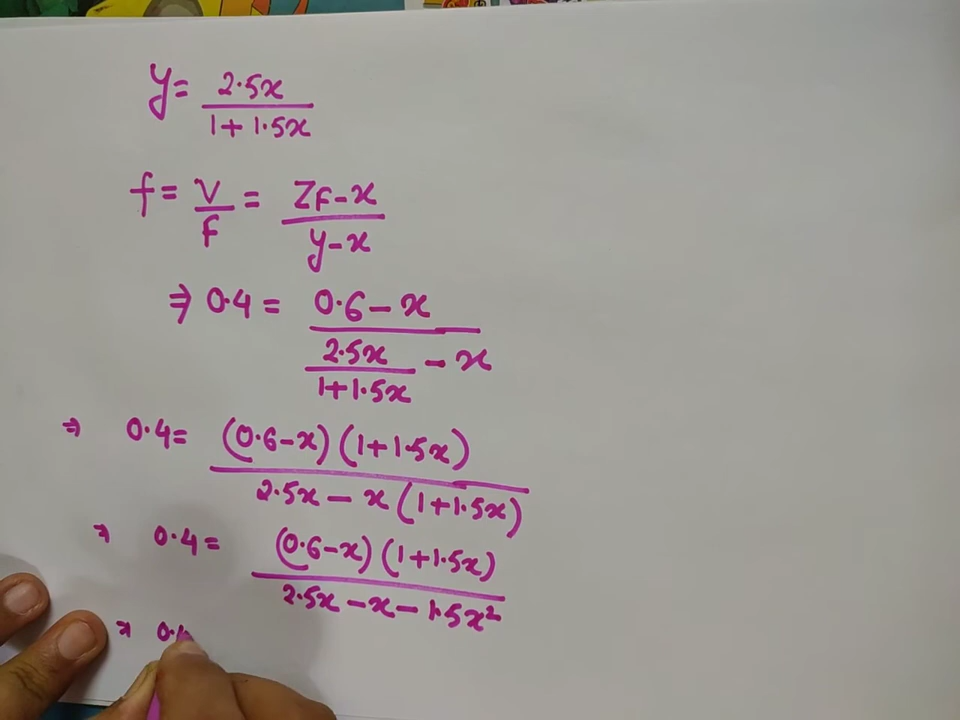 y = 2.5x / 1 + 1.5x
f = V / F = ZF - x / y - x
⇒ 0.4 = 0.6 - x / (2.5x / 1 + 1.5x) - x
⇒ 0.4 = (0.6 - x) (1 + 1.5x) / 2.5x - x (1 + 1.5x)
⇒ 0.4 = (0.6 - x) (1 + 1.5x) / 2.5x - x - 1.5x²
⇒ 0.4